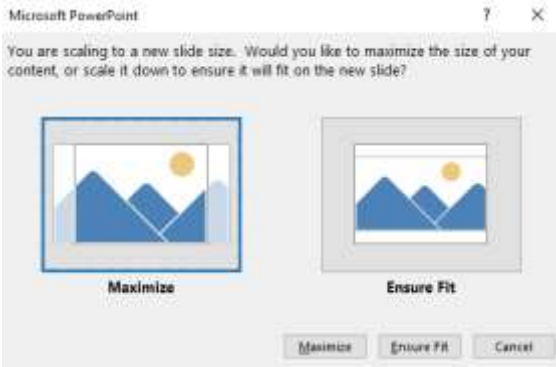 Microsoft PowerPoint ? ×
You are scaling to a new slide size. Would you like to maximize the size of your
content, or scale it down to ensure it will fit on the new slide?
Maximize Ensure Fit
Maximize Ensure Fit Cancel